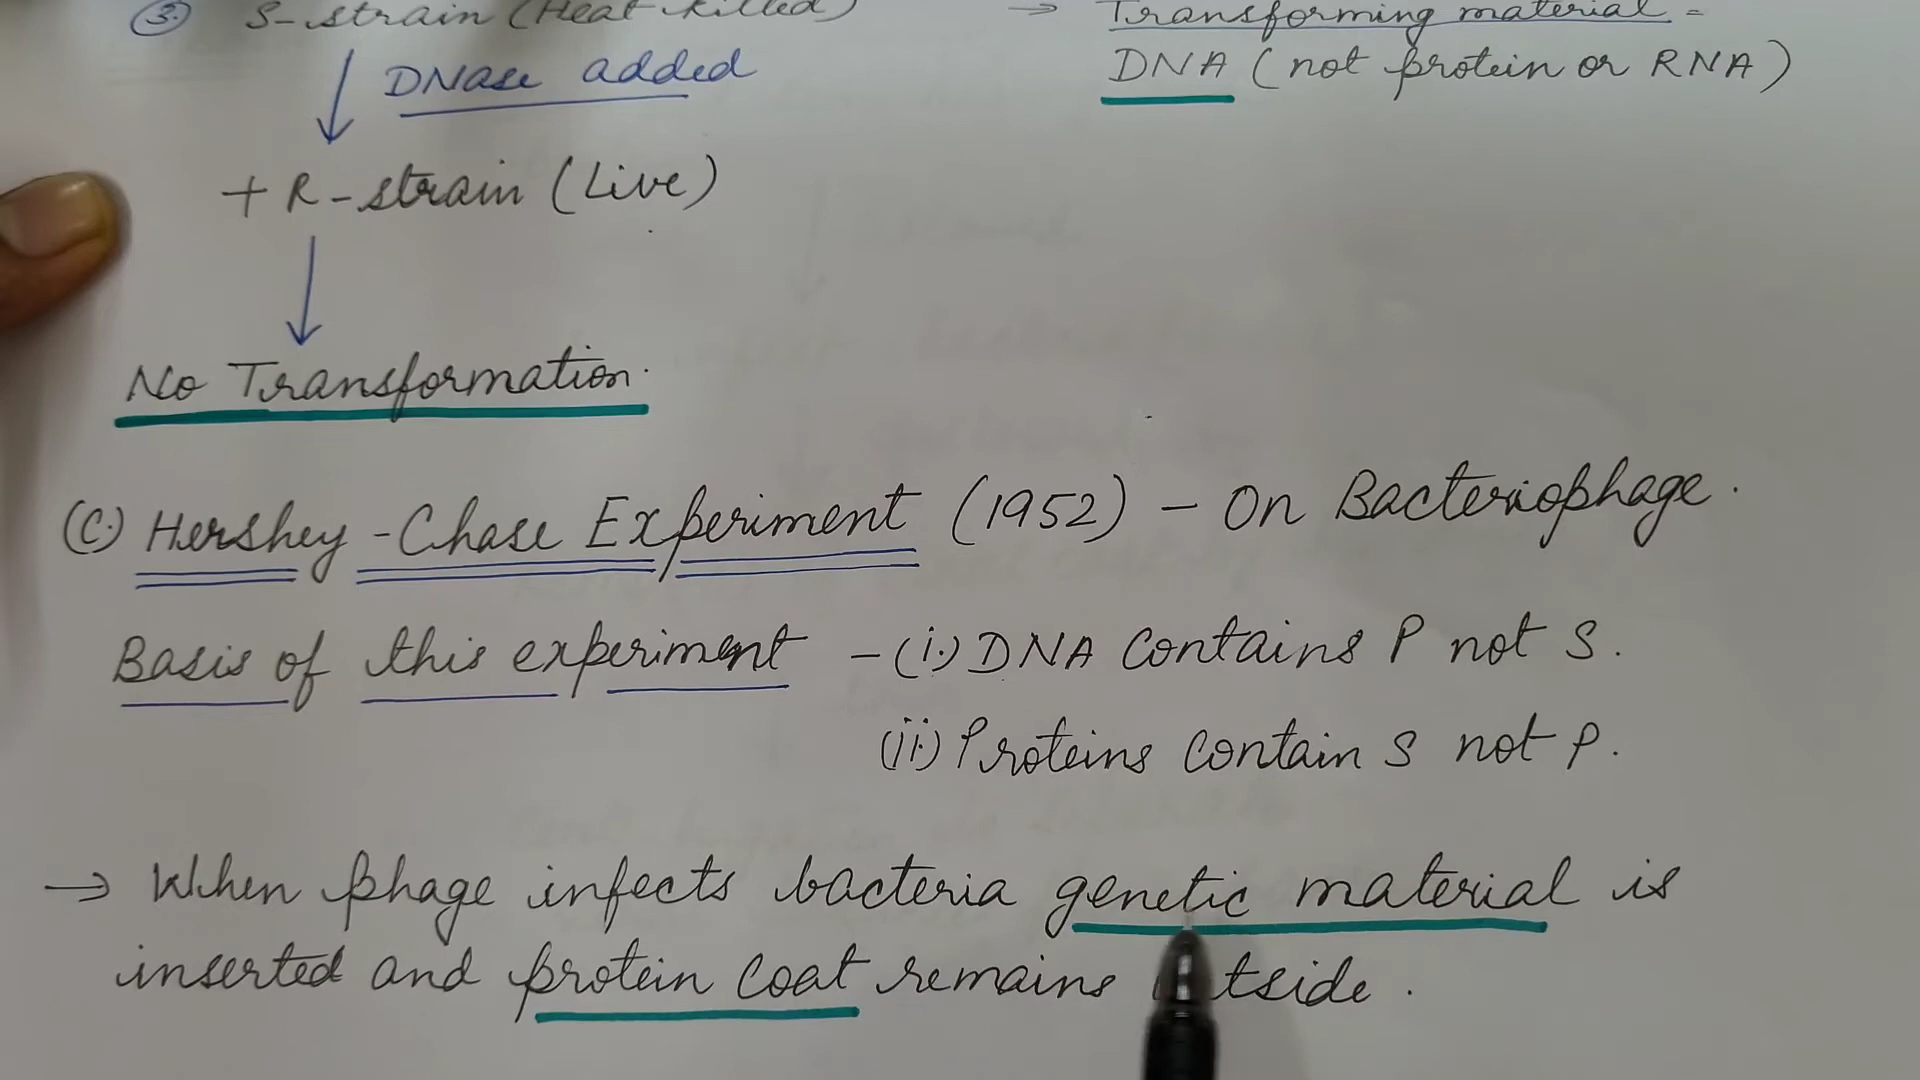 ③ S-strain (Heat killed)
→ Transforming material =
DNase added
DNA (not protein or RNA)
+ R-strain (Live)
No Transformation.
(C.) Hershey-Chase Experiment (1952) - On Bacteriophage.
Basis of this experiment - (i.) DNA contains P not S.
(ii.) Proteins contain S not P.
→ When phage infects bacteria genetic material is
inserted and protein coat remains